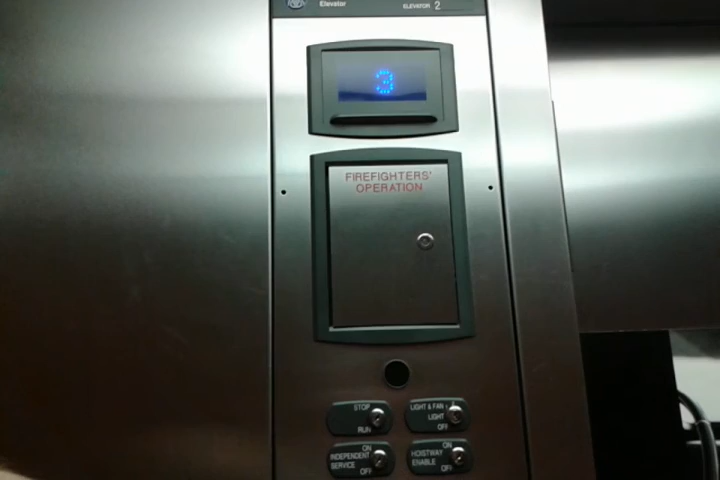 Elevator
ELEVATOR 2
3
FIREFIGHTERS'
OPERATION
STOP
RUN
LIGHT & FAN
LIGHT
OFF
ON
INDEPENDENT
SERVICE
OFF
ON
HOISTWAY
ENABLE
OFF